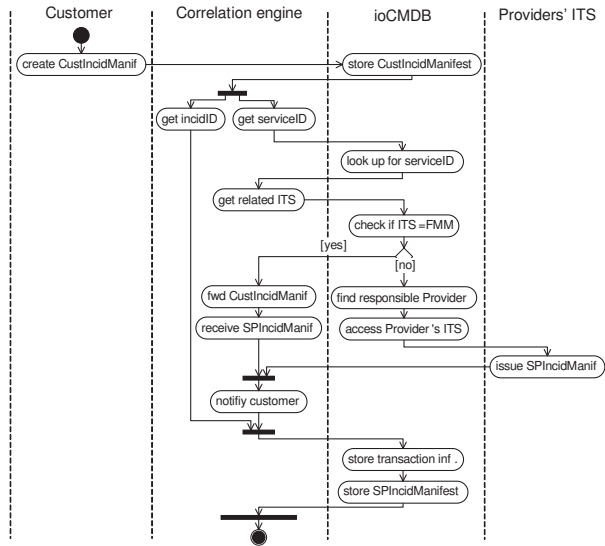 Customer
Correlation engine
ioCMDB
Providers' ITS
create CustIncidManif
store CustIncidManifest
get incidID
get serviceID
look up for serviceID
get related ITS
check if ITS =FMM
[yes]
[no]
fwd CustIncidManif
find responsible Provider
receive SPIncidManif
access Provider's ITS
issue SPIncidManif
notifiy customer
store transaction inf .
store SPIncidManifest